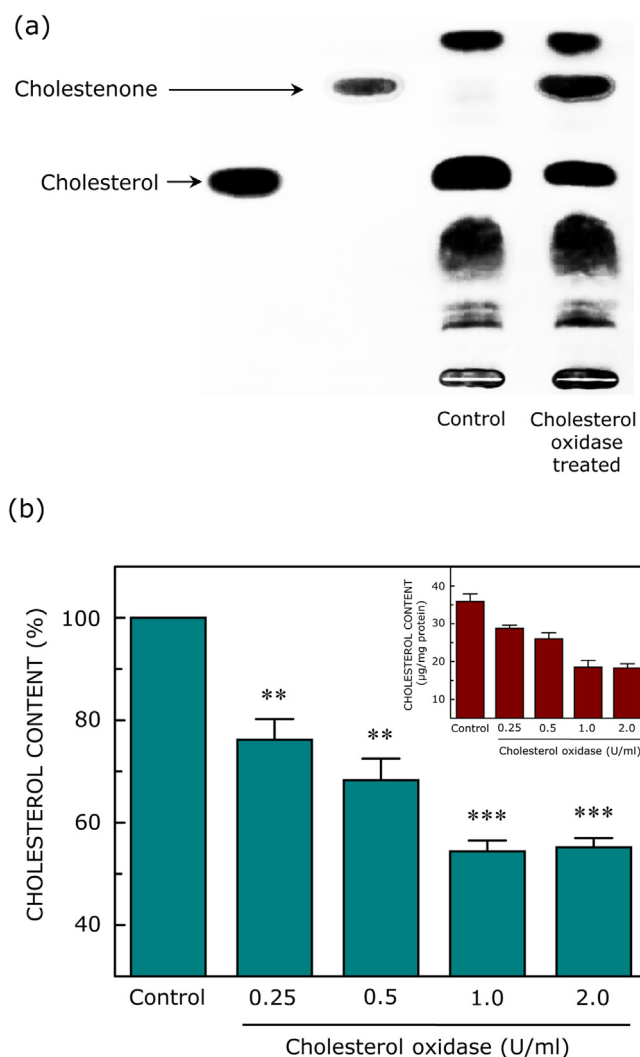 (a)
Cholestenone
Cholesterol
Control
Cholesterol
oxidase
treated
(b)
CHOLESTEROL CONTENT (%)
100
80
60
40
Control
0.25
0.5
1.0
2.0
Cholesterol oxidase (U/ml)
**
**
***
***
CHOLESTEROL CONTENT
(µg/mg protein)
40
30
20
10
Control
0.25
0.5
1.0
2.0
Cholesterol oxidase (U/ml)